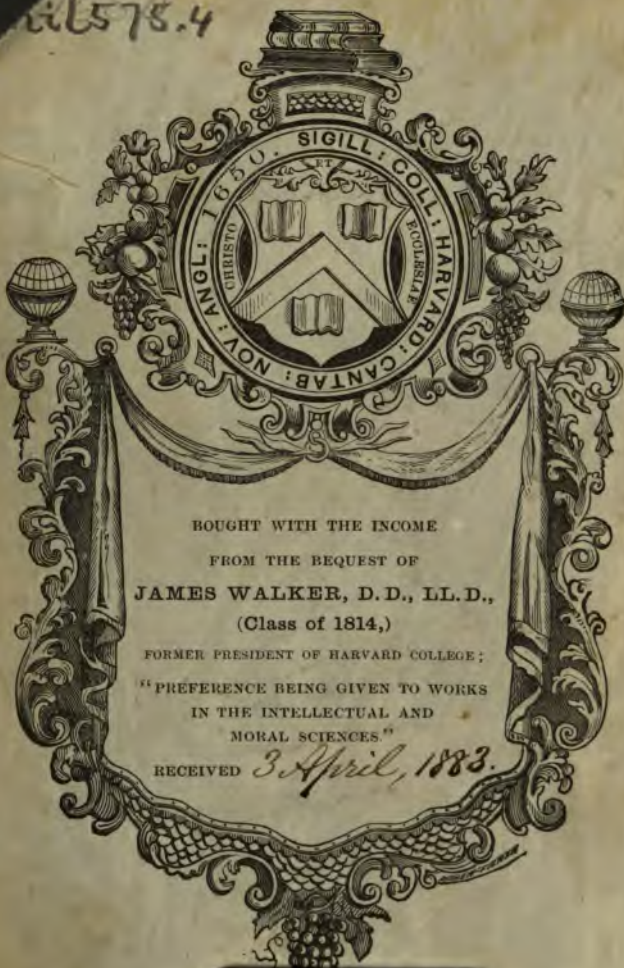 578.4
1650. SIGILL: COLL: HARVARD: CANTAB: NOV: ANGL:
ET
CHRISTO
ECCLESIAE
BOUGHT WITH THE INCOME
FROM THE BEQUEST OF
JAMES WALKER, D.D., LL.D.,
(Class of 1814,)
FORMER PRESIDENT OF HARVARD COLLEGE;
"PREFERENCE BEING GIVEN TO WORKS
IN THE INTELLECTUAL AND
MORAL SCIENCES."
RECEIVED 3 April, 1883.